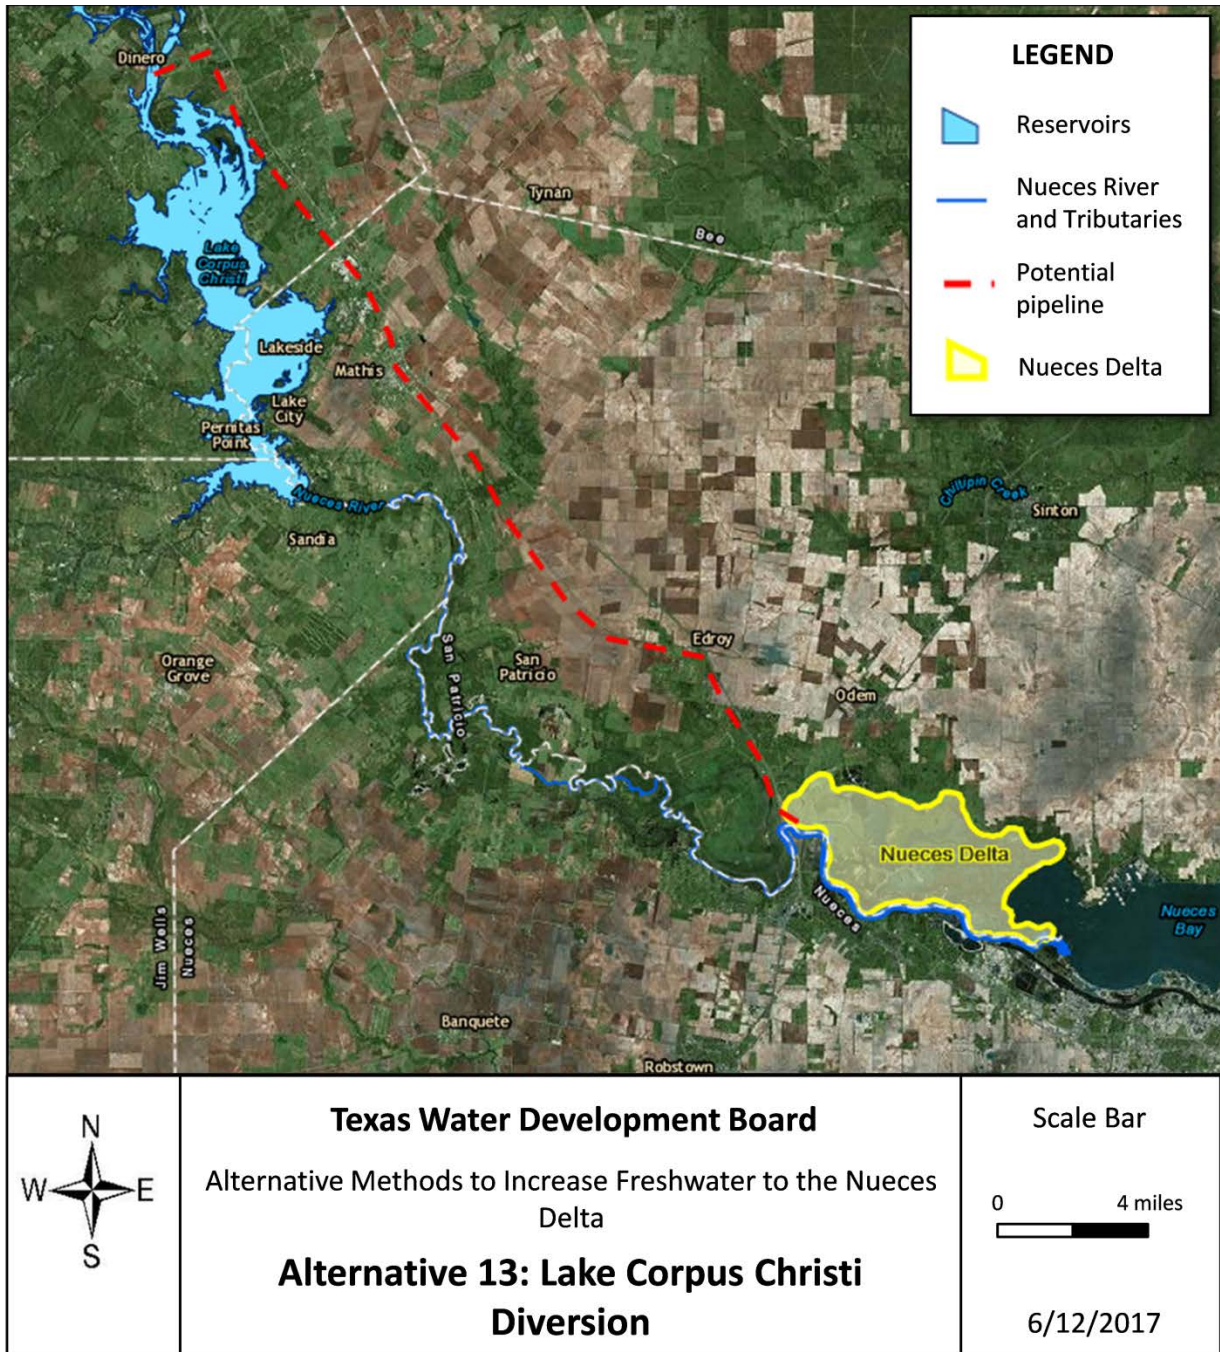 Dinero
LEGEND
Reservoirs
Nueces River
and Tributaries
Potential
pipeline
Nueces Delta
Tynan
Bee
Lake
Corpus
Christi
Lakeside
Mathis
Lake
City
Pernitas
Point
Nueces River
Chiltipin Creek
Sinton
Sandia
San Patricio
Edroy
Orange
Grove
San
Patricio
Odem
Nueces Delta
Nueces
Nueces
Bay
Jim Wells
Nueces
Banquete
Robstown
N
W E
S
Texas Water Development Board
Alternative Methods to Increase Freshwater to the Nueces
Delta
Alternative 13: Lake Corpus Christi
Diversion
Scale Bar
0 4 miles
6/12/2017